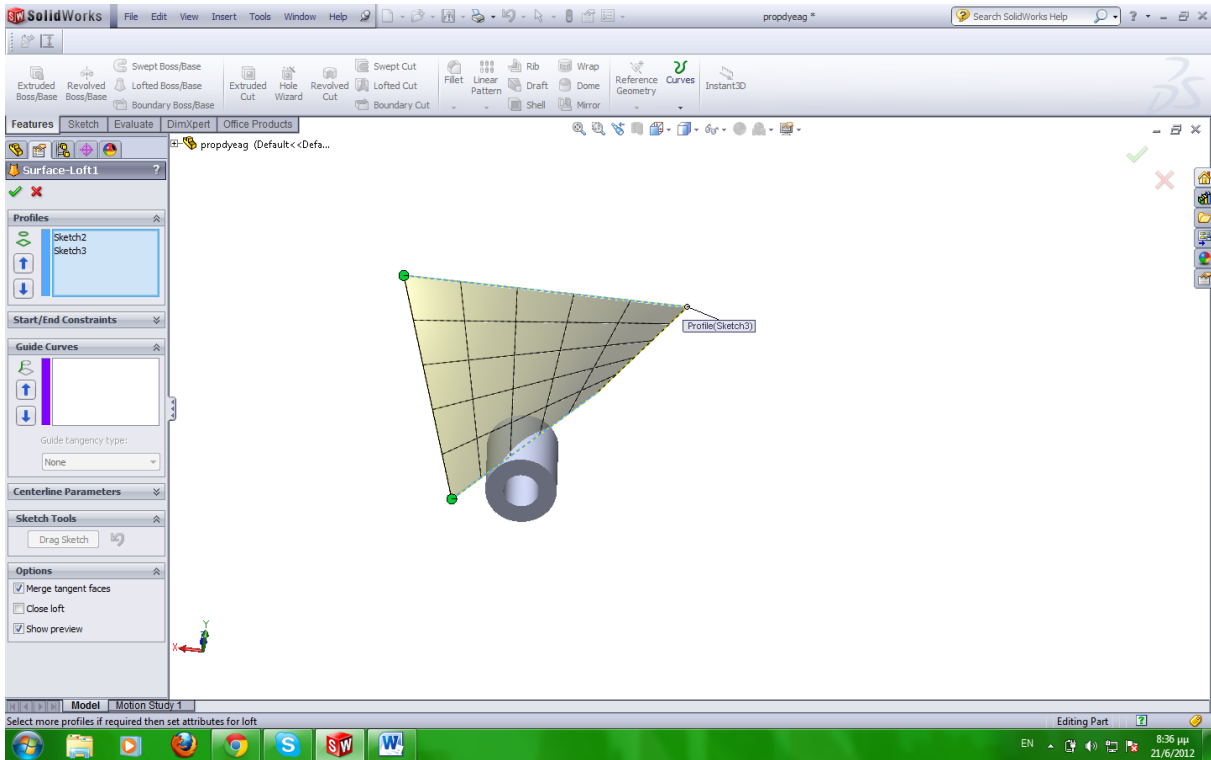 SolidWorks File Edit View Insert Tools Window Help propdyeag * Search SolidWorks Help ?
Extruded Boss/Base
Revolved Boss/Base
Swept Boss/Base
Lofted Boss/Base
Boundary Boss/Base
Extruded Cut
Hole Wizard
Revolved Cut
Swept Cut
Lofted Cut
Boundary Cut
Fillet
Linear Pattern
Rib
Draft
Shell
Wrap
Dome
Mirror
Reference Geometry
Curves
Instant3D
Features Sketch Evaluate DimXpert Office Products
propdyeag (Default<<Defa...
Surface-Loft1 ?
Profiles
Sketch2
Sketch3
Start/End Constraints
Guide Curves
Guide tangency type:
None
Centerline Parameters
Sketch Tools
Drag Sketch
Options
Merge tangent faces
Close loft
Show preview
Profile(Sketch3)
Y
X
Model Motion Study 1
Select more profiles if required then set attributes for loft Editing Part ?
EN 8:36 μμ
21/6/2012